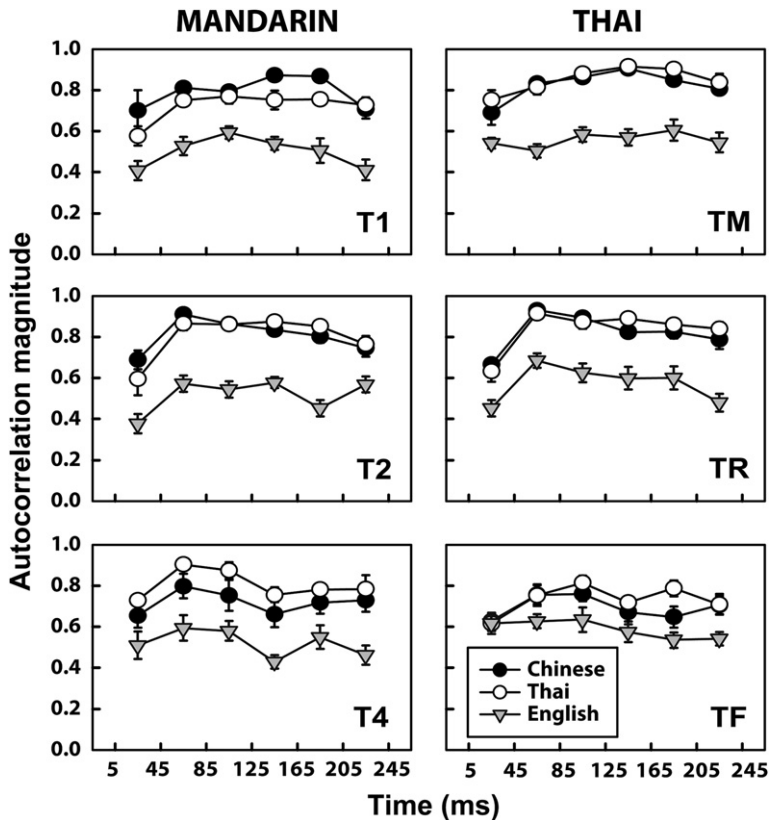 MANDARIN THAI
Autocorrelation magnitude
1.0
0.8
0.6
0.4
0.2
0.0
T1
TM
1.0
0.8
0.6
0.4
0.2
0.0
T2
TR
1.0
0.8
0.6
0.4
0.2
0.0
T4
Chinese
Thai
English
TF
5 45 85 125 165 205 5 45 85 125 165 205 245
Time (ms)